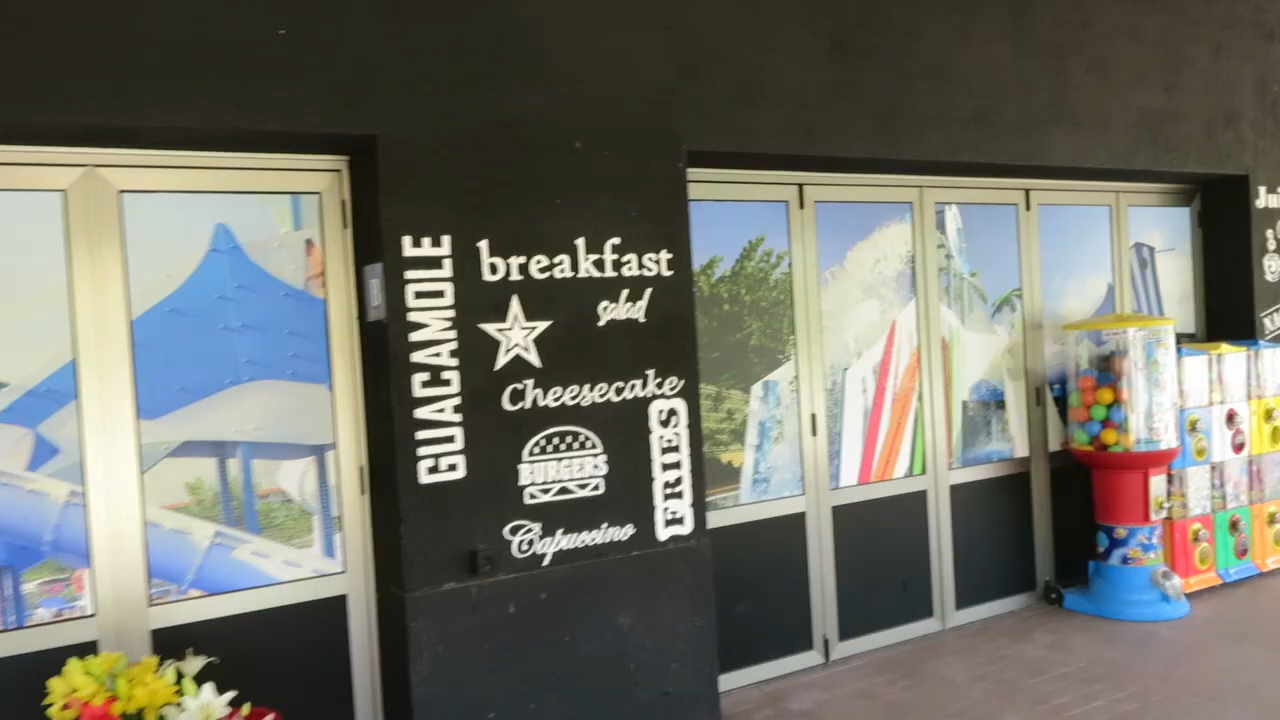 GUACAMOLE
breakfast
salad
Cheesecake
BURGERS
FRIES
Capuccino